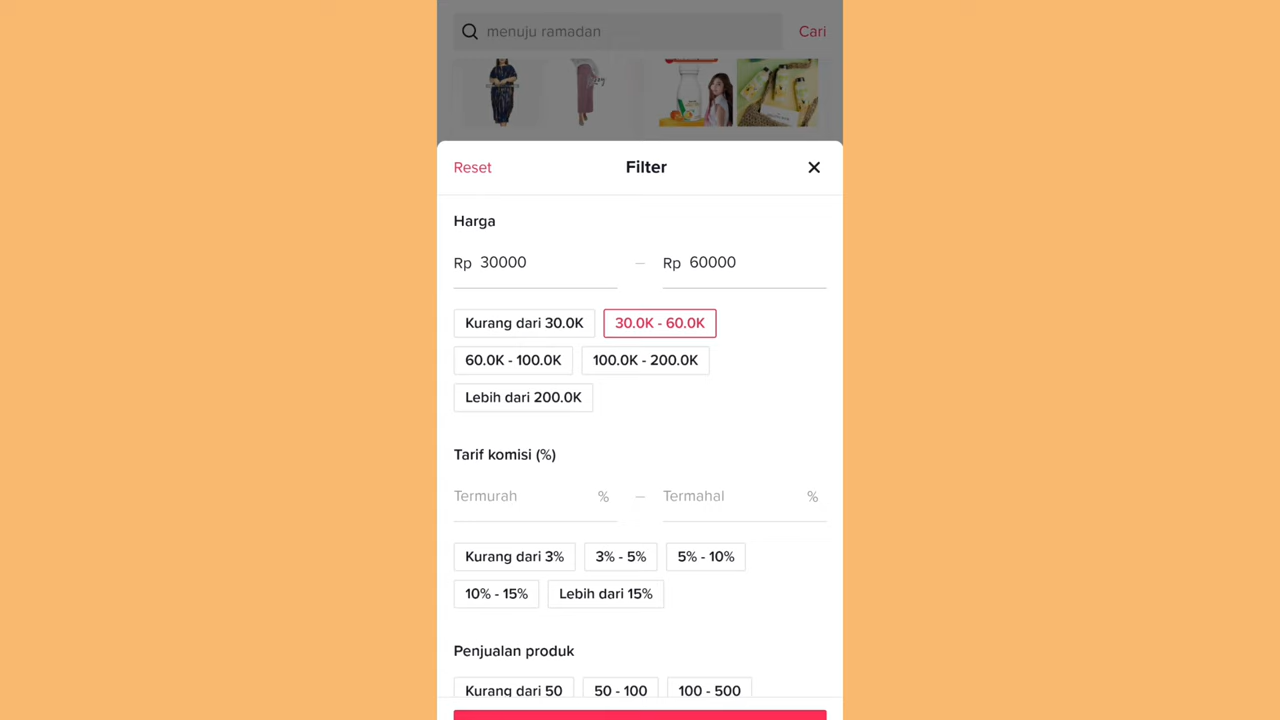 menuju ramadan Cari
Reset Filter
Harga
Rp 30000 – Rp 60000
Kurang dari 30.0K 30.0K - 60.0K
60.0K - 100.0K 100.0K - 200.0K
Lebih dari 200.0K
Tarif komisi (%)
Termurah % – Termahal %
Kurang dari 3% 3% - 5% 5% - 10%
10% - 15% Lebih dari 15%
Penjualan produk
Kurang dari 50 50 - 100 100 - 500